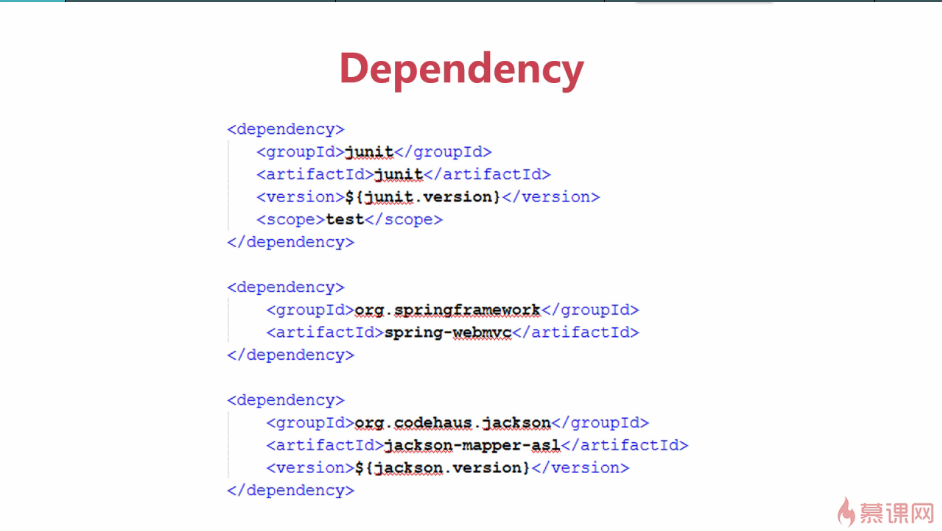 Dependency
<dependency>
<groupId>junit</groupId>
<artifactId>junit</artifactId>
<version>${junit.version}</version>
<scope>test</scope>
</dependency>
<dependency>
<groupId>org.springframework</groupId>
<artifactId>spring-webmvc</artifactId>
</dependency>
<dependency>
<groupId>org.codehaus.jackson</groupId>
<artifactId>jackson-mapper-asl</artifactId>
<version>${jackson.version}</version>
</dependency>
慕课网